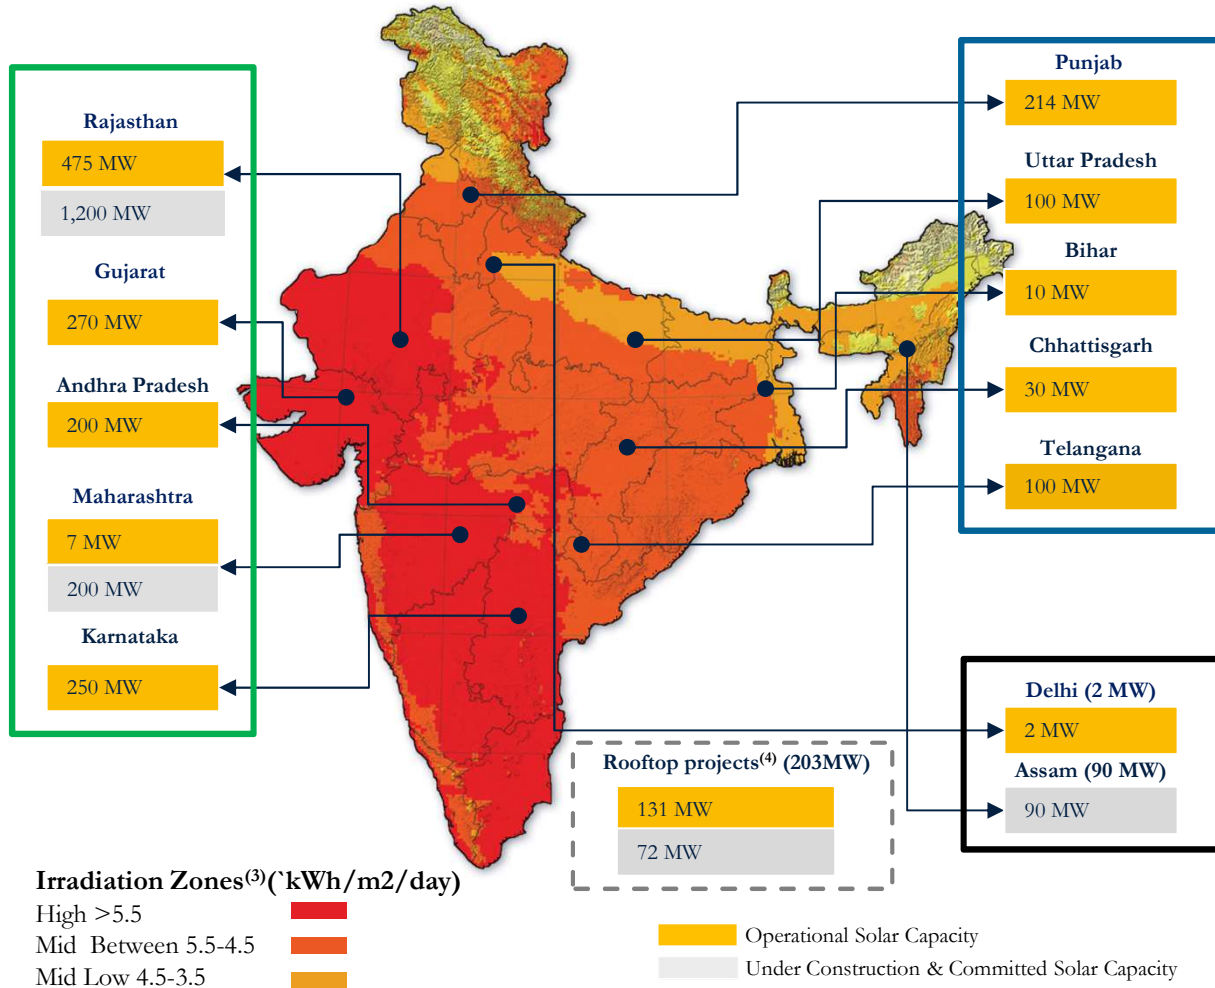 Rajasthan
475 MW
1,200 MW
Gujarat
270 MW
Andhra Pradesh
200 MW
Maharashtra
7 MW
200 MW
Karnataka
250 MW
Punjab
214 MW
Uttar Pradesh
100 MW
Bihar
10 MW
Chhattisgarh
30 MW
Telangana
100 MW
Delhi (2 MW)
2 MW
Assam (90 MW)
90 MW
Rooftop projects(4) (203MW)
131 MW
72 MW
Irradiation Zones(3)(`kWh/m2/day)
High >5.5
Mid Between 5.5-4.5
Mid Low 4.5-3.5
Operational Solar Capacity
Under Construction & Committed Solar Capacity